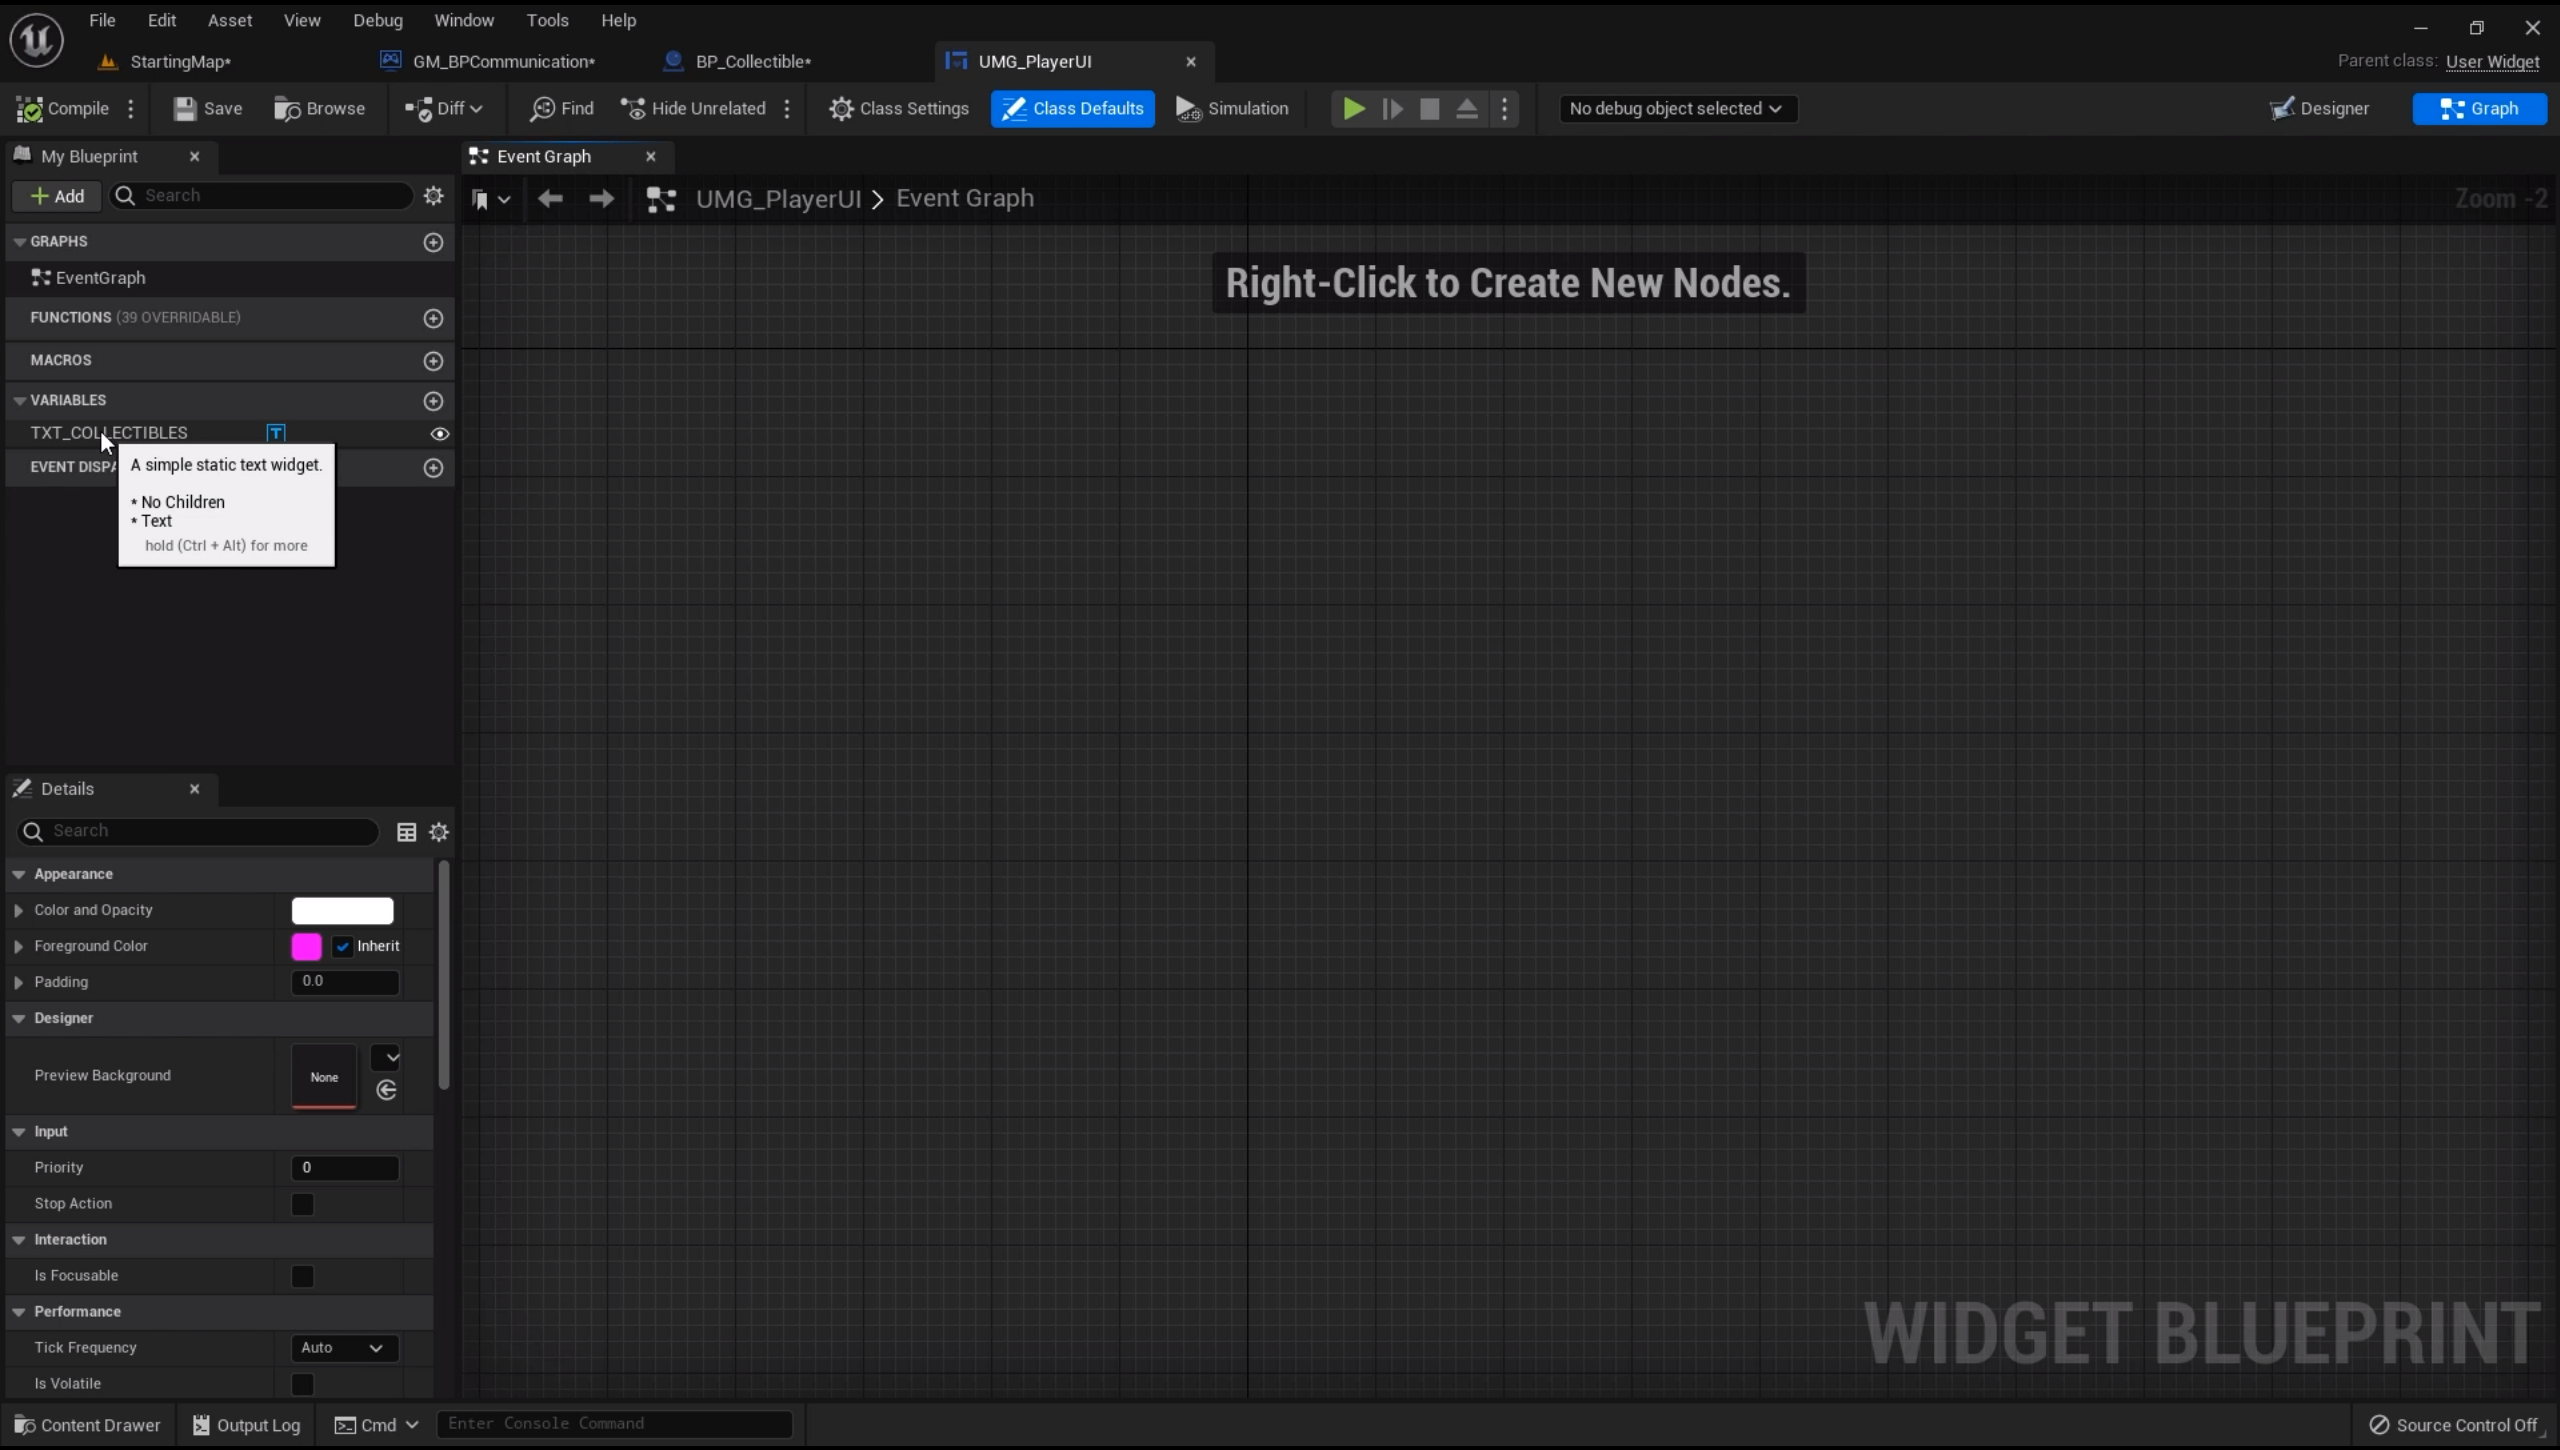 File Edit Asset View Debug Window Tools Help
StartingMap* GM_BPCommunication* BP_Collectible* UMG_PlayerUI Parent class: User Widget
Compile Save Browse Diff Find Hide Unrelated Class Settings Class Defaults Simulation No debug object selected Designer Graph
My Blueprint Event Graph
Add Search UMG_PlayerUI > Event Graph Zoom -2
GRAPHS
EventGraph
Right-Click to Create New Nodes.
FUNCTIONS (39 OVERRIDABLE)
MACROS
VARIABLES
TXT_COLLECTIBLES
EVENT DISPA
A simple static text widget.
* No Children
* Text
hold (Ctrl + Alt) for more
Details
Search
Appearance
Color and Opacity
Foreground Color Inherit
Padding 0.0
Designer
Preview Background None
Input
Priority 0
Stop Action
Interaction
Is Focusable
Performance
Tick Frequency Auto
Is Volatile
WIDGET BLUEPRINT
Content Drawer Output Log Cmd Enter Console Command Source Control Off